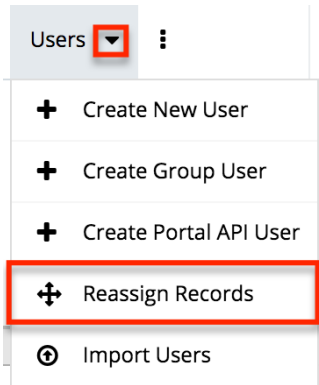 Users
Create New User
Create Group User
Create Portal API User
Reassign Records
Import Users